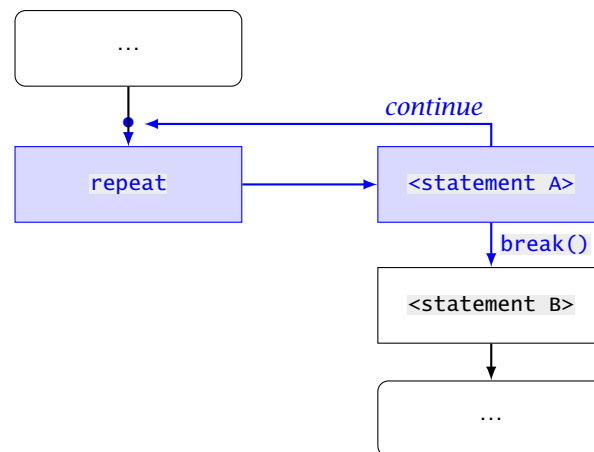 ...
continue
repeat
<statement A>
break()
<statement B>
...